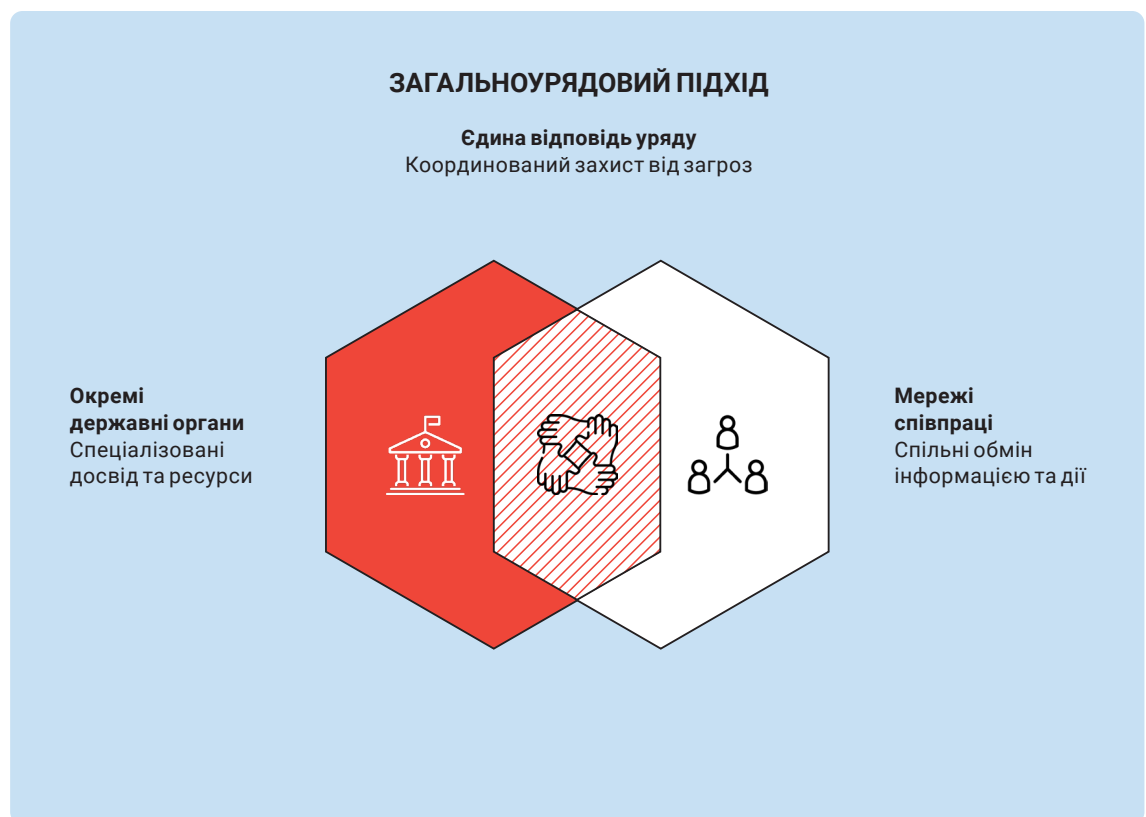 ЗАГАЛЬНОУРЯДОВИЙ ПІДХІД
Єдина відповідь уряду
Координований захист від загроз
Окремі
державні органи
Спеціалізовані
досвід та ресурси
Мережі
співпраці
Спільні обмін
інформацією та дії